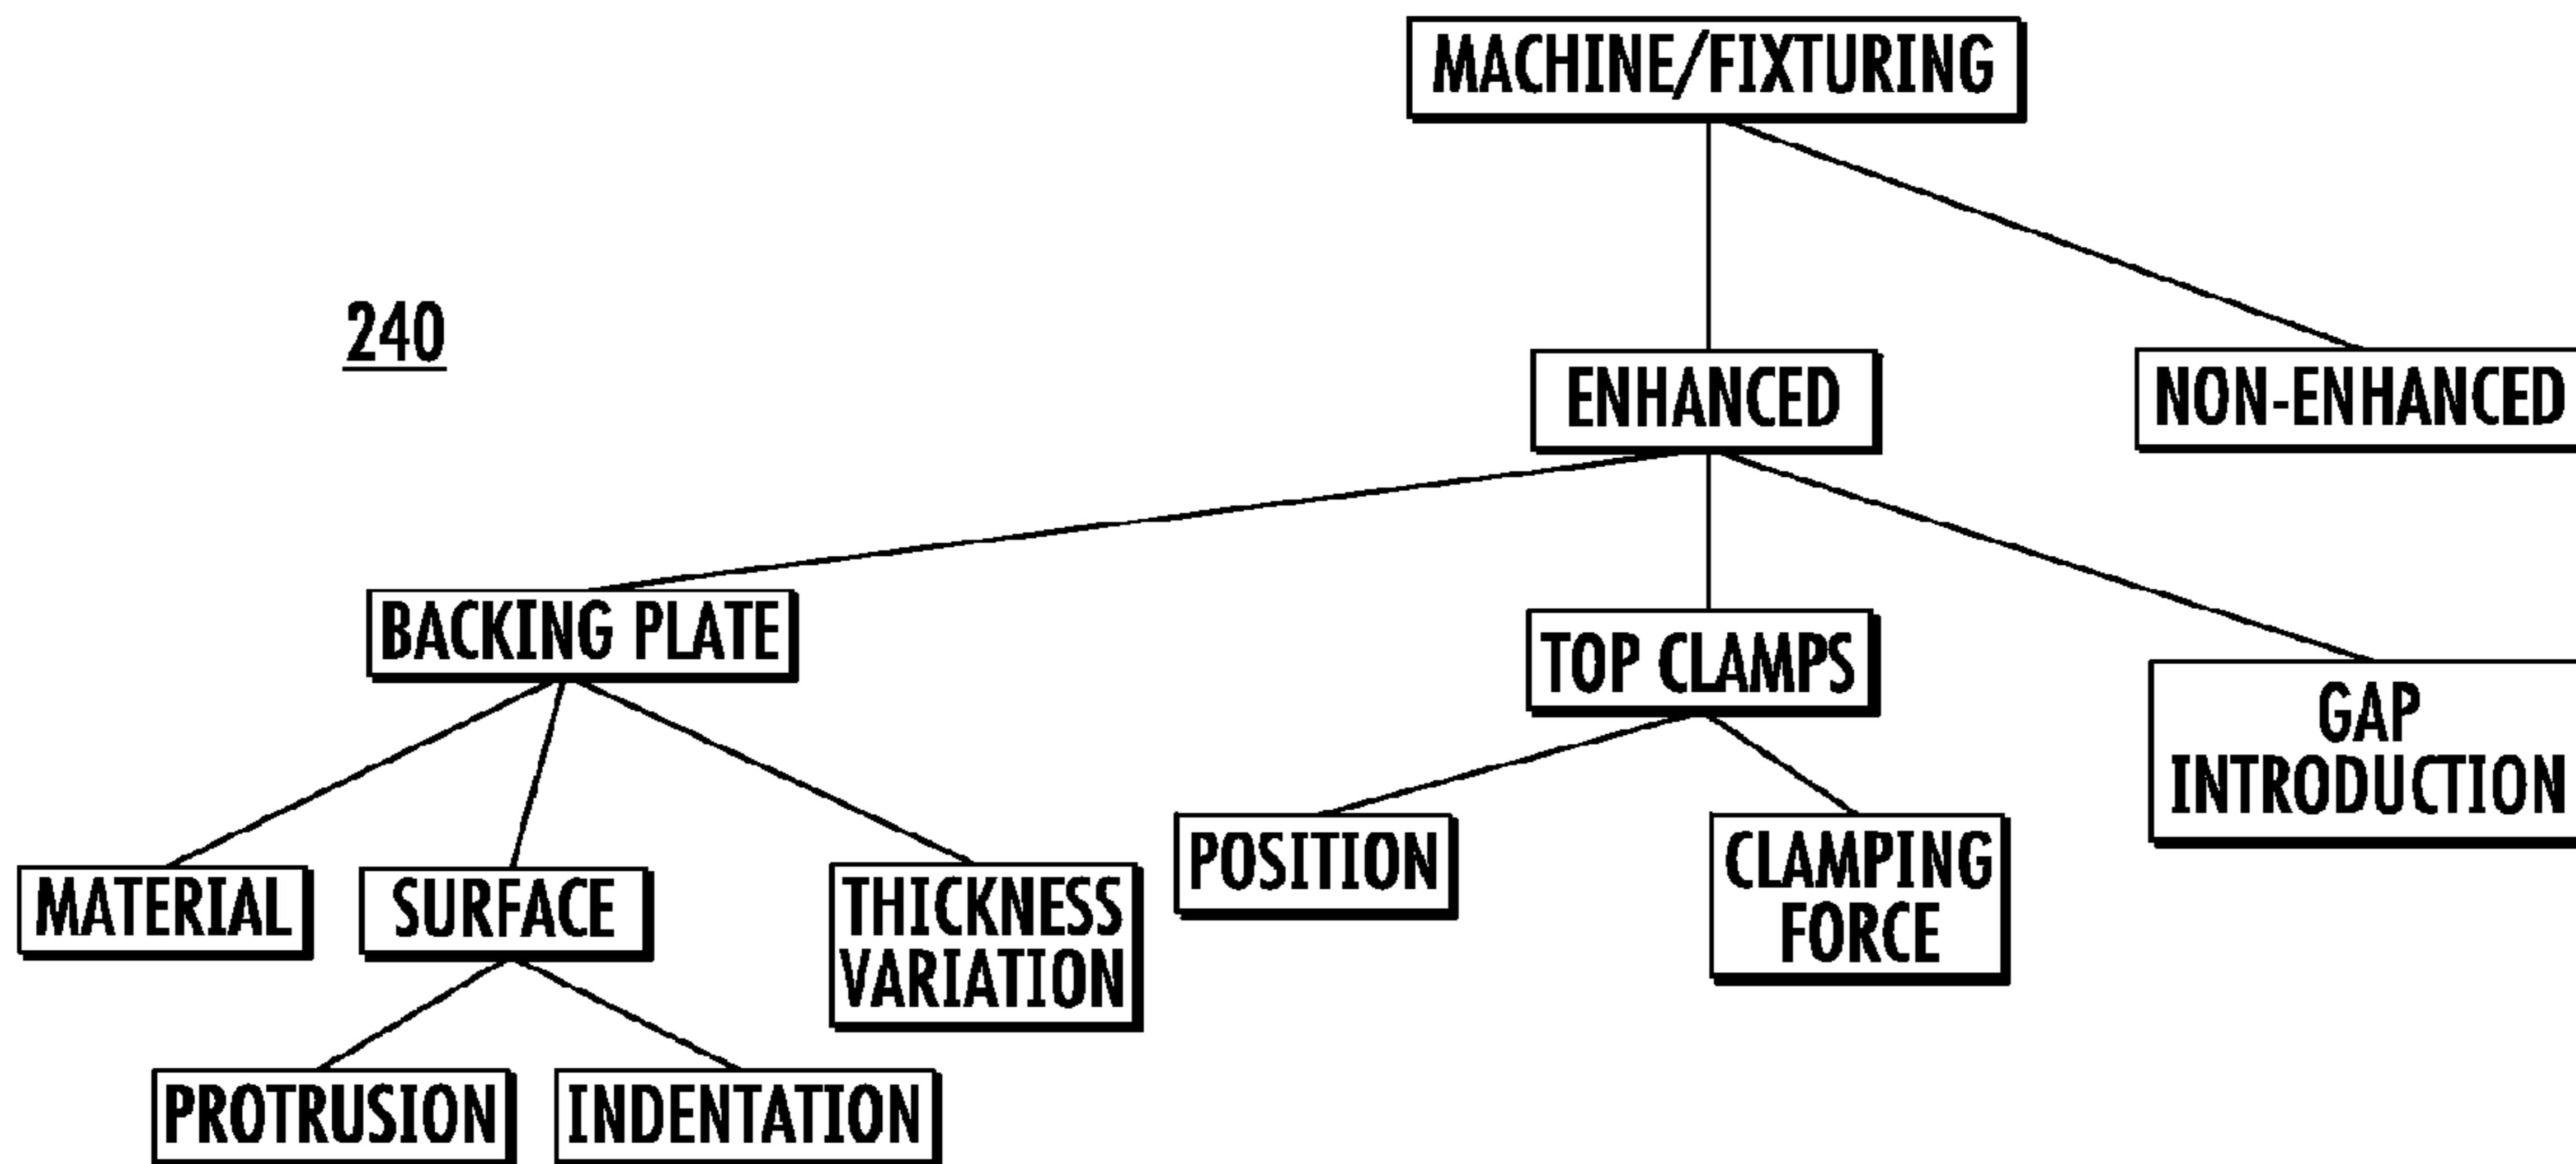 MACHINE/FIXTURING
240
ENHANCED
NON-ENHANCED
BACKING PLATE
TOP CLAMPS
GAP
INTRODUCTION
MATERIAL
SURFACE
THICKNESS
VARIATION
POSITION
CLAMPING
FORCE
PROTRUSION
INDENTATION